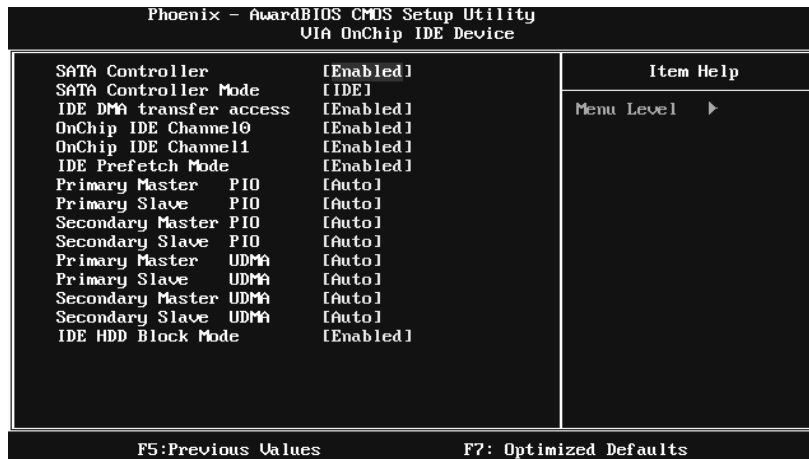 Phoenix - AwardBIOS CMOS Setup Utility
VIA OnChip IDE Device
SATA Controller [Enabled]
SATA Controller Mode [IDE]
IDE DMA transfer access [Enabled]
OnChip IDE Channel0 [Enabled]
OnChip IDE Channel1 [Enabled]
IDE Prefetch Mode [Enabled]
Primary Master PIO [Auto]
Primary Slave PIO [Auto]
Secondary Master PIO [Auto]
Secondary Slave PIO [Auto]
Primary Master UDMA [Auto]
Primary Slave UDMA [Auto]
Secondary Master UDMA [Auto]
Secondary Slave UDMA [Auto]
IDE HDD Block Mode [Enabled]
Item Help
Menu Level ▶
F5:Previous Values F7: Optimized Defaults